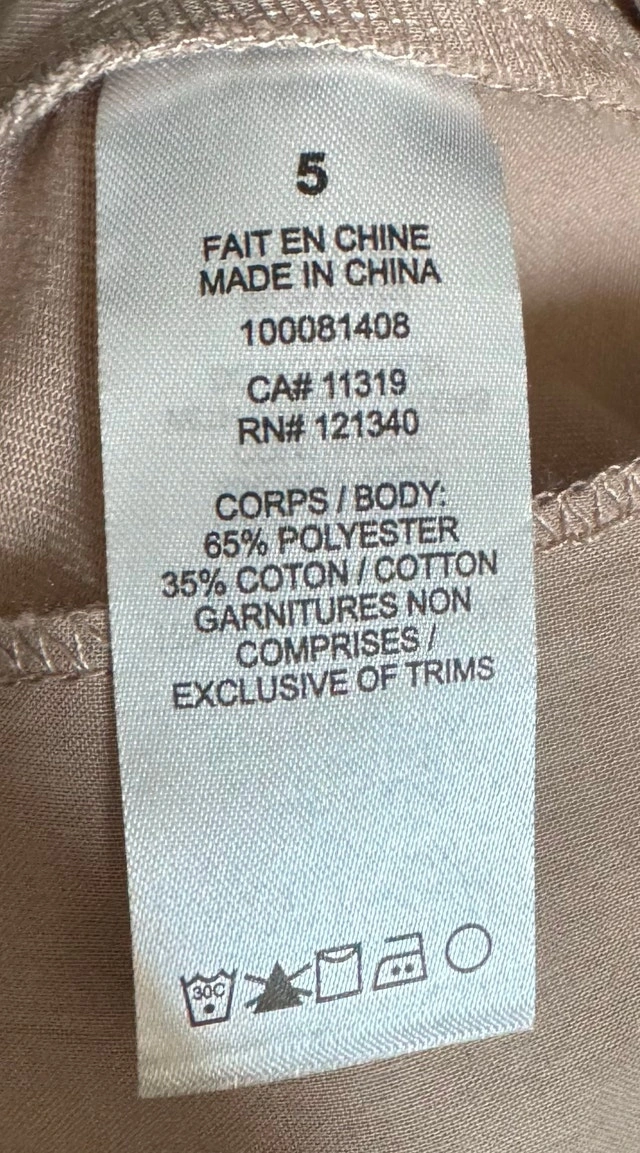 5
FAIT EN CHINE
MADE IN CHINA
100081408
CA# 11319
RN# 121340
CORPS / BODY:
65% POLYESTER
35% COTON / COTTON
GARNITURES NON
COMPRISES /
EXCLUSIVE OF TRIMS
30C